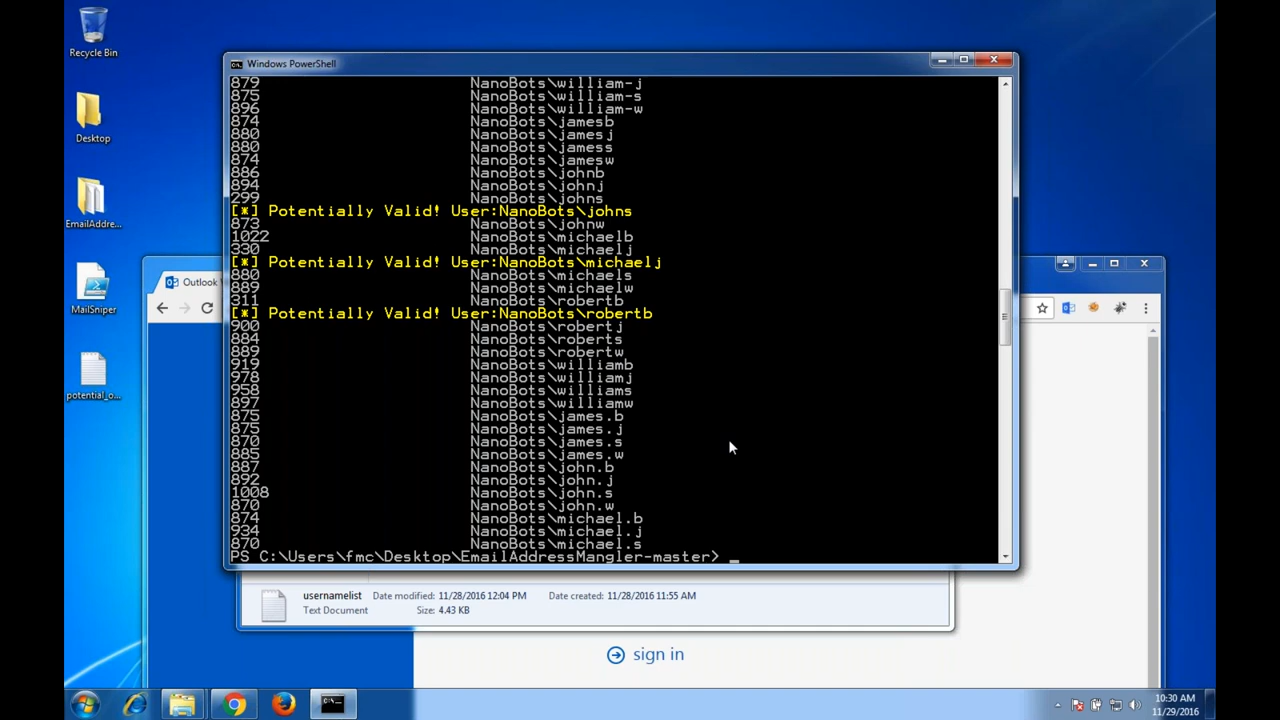 Recycle Bin
Desktop
EmailAddre...
MailSniper
potential_o...
Windows PowerShell
879 NanoBots\william-j
875 NanoBots\william-s
896 NanoBots\william-w
874 NanoBots\jamesb
880 NanoBots\jamesj
880 NanoBots\jamess
874 NanoBots\jamesw
886 NanoBots\johnb
894 NanoBots\johnj
299 NanoBots\johns
[*] Potentially Valid! User:NanoBots\johns
873 NanoBots\johnw
1022 NanoBots\michaelb
330 NanoBots\michaelj
[*] Potentially Valid! User:NanoBots\michaelj
880 NanoBots\michaels
889 NanoBots\michaelw
311 NanoBots\robertb
[*] Potentially Valid! User:NanoBots\robertb
900 NanoBots\robertj
884 NanoBots\roberts
889 NanoBots\robertw
919 NanoBots\williamb
978 NanoBots\williamj
958 NanoBots\williams
897 NanoBots\williamw
875 NanoBots\james.b
875 NanoBots\james.j
870 NanoBots\james.s
885 NanoBots\james.w
887 NanoBots\john.b
892 NanoBots\john.j
1008 NanoBots\john.s
870 NanoBots\john.w
874 NanoBots\michael.b
934 NanoBots\michael.j
870 NanoBots\michael.s
PS C:\Users\fmc\Desktop\EmailAddressMangler-master> _
Outlook
usernamelist Date modified: 11/28/2016 12:04 PM Date created: 11/28/2016 11:55 AM
Text Document Size: 4.43 KB
sign in
10:30 AM
11/29/2016